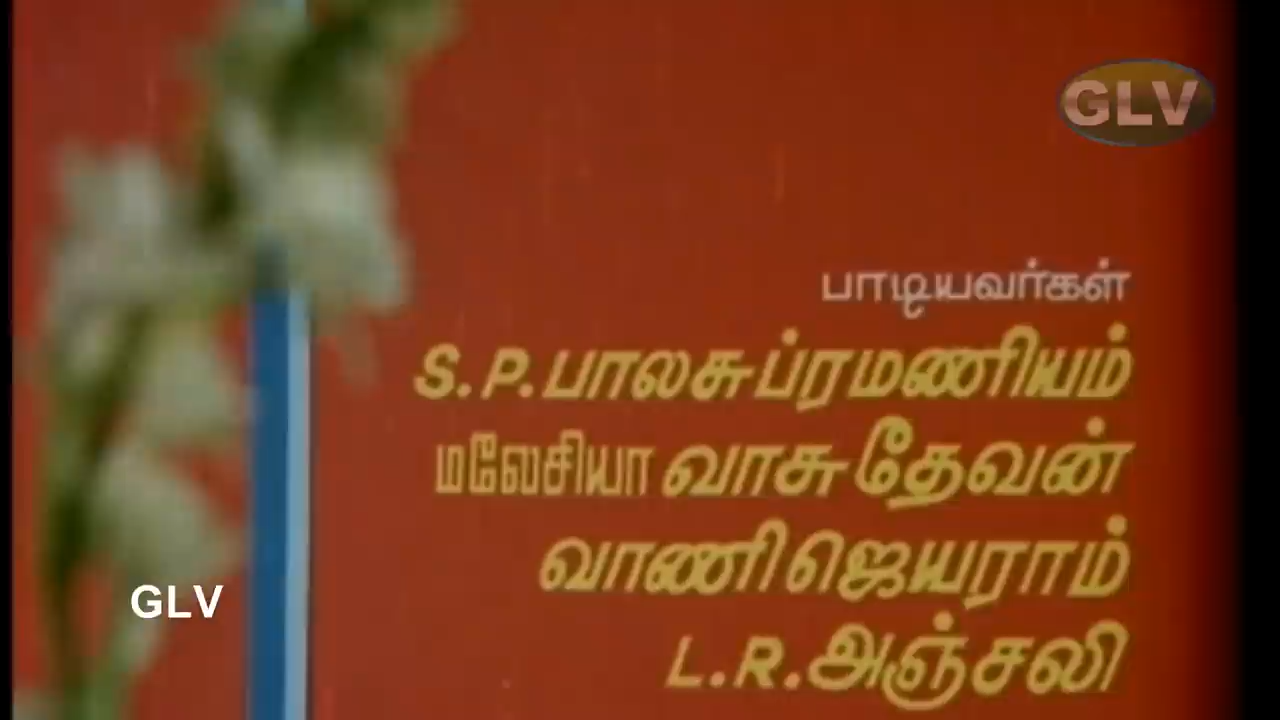 GLV
பாடியவர்கள்
S.P.பாலசுப்ரமணியம்
மலேசியா வாசுதேவன்
வாணி ஜெயராம்
L.R.அஞ்சலி
GLV